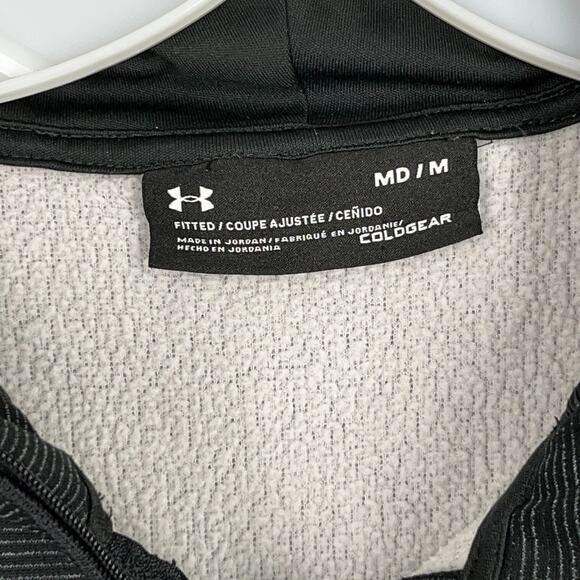 MD / M
FITTED / COUPE AJUSTÉE / CEÑIDO
MADE IN JORDAN / FABRIQUÉ EN JORDANIE/
HECHO EN JORDANIA
COLDGEAR